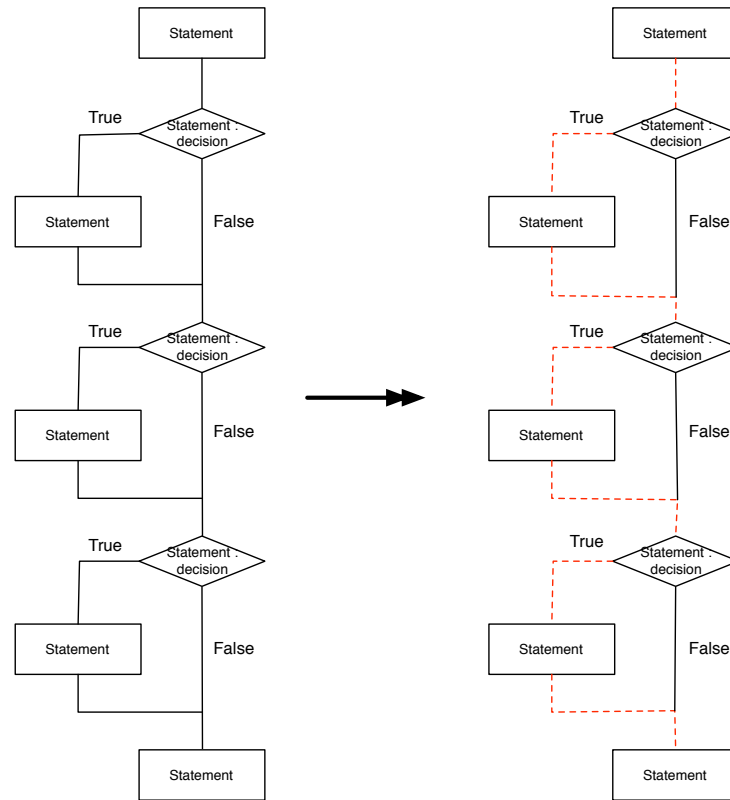 Statement
True
Statement :
decision
Statement
False
True
Statement :
decision
Statement
False
True
Statement :
decision
Statement
False
Statement
Statement
True
Statement :
decision
Statement
False
True
Statement :
decision
Statement
False
True
Statement :
decision
Statement
False
Statement